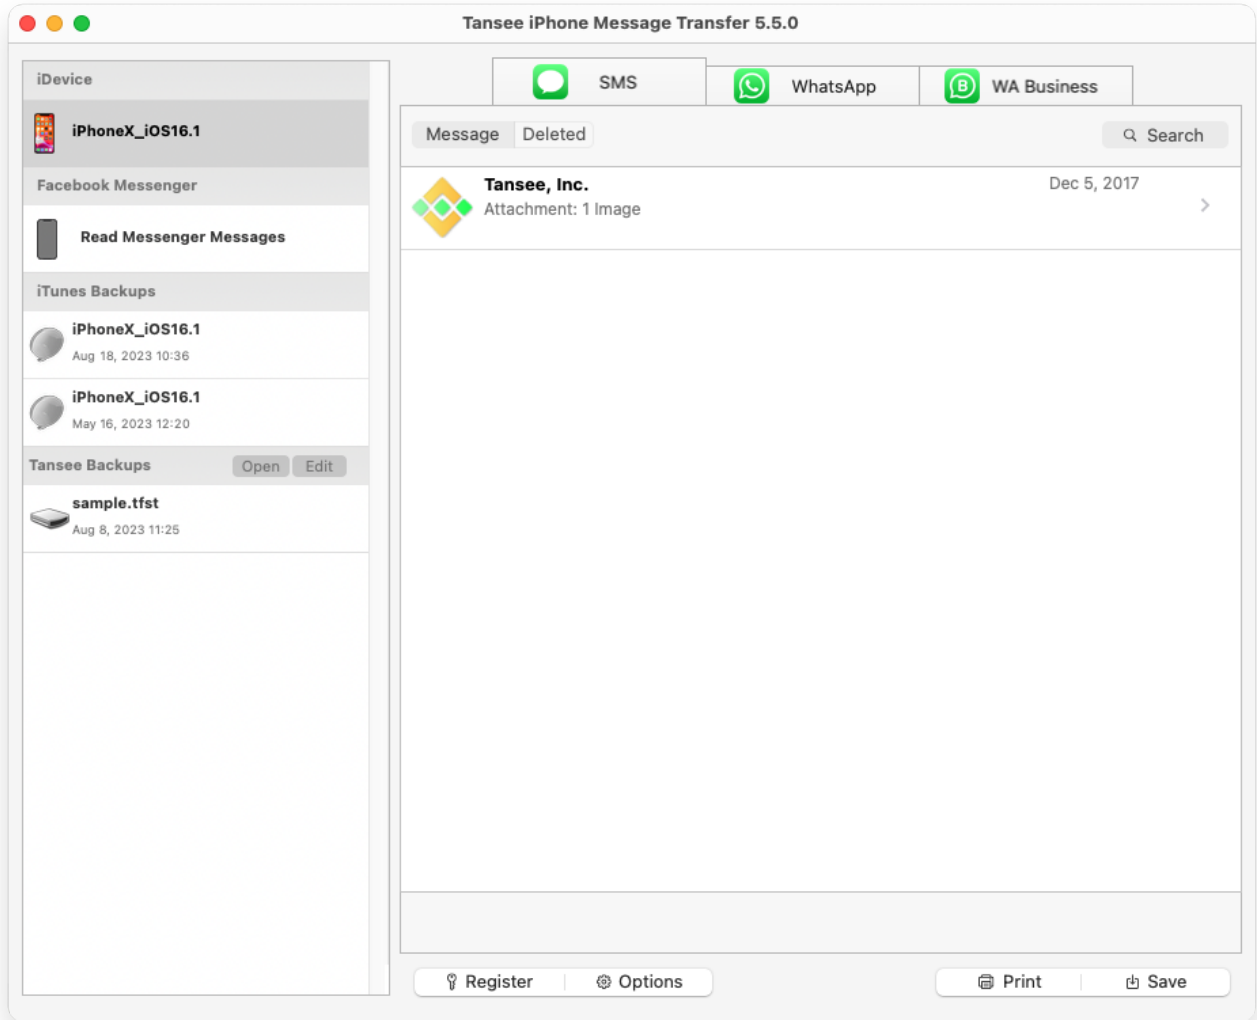 Tansee iPhone Message Transfer 5.5.0
iDevice
iPhoneX_iOS16.1
Facebook Messenger
Read Messenger Messages
iTunes Backups
iPhoneX_iOS16.1
Aug 18, 2023 10:36
iPhoneX_iOS16.1
May 16, 2023 12:20
Tansee Backups Open Edit
sample.tfst
Aug 8, 2023 11:25
SMS WhatsApp B WA Business
Message Deleted Search
Tansee, Inc. Dec 5, 2017
Attachment: 1 Image
Register Options Print Save